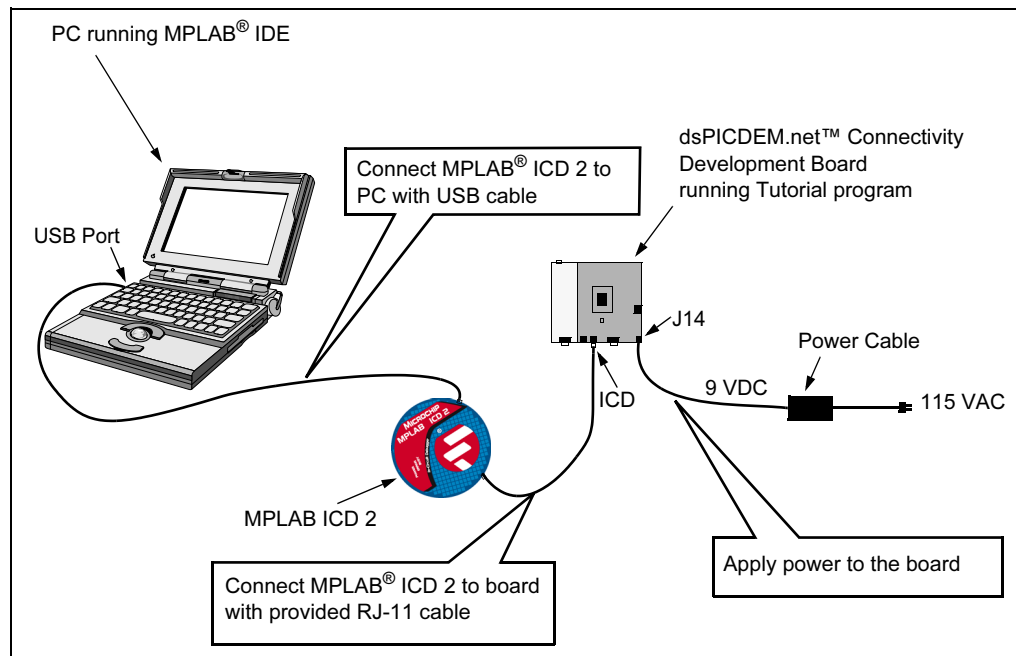 PC running MPLAB® IDE
dsPICDEM.net™ Connectivity
Development Board
running Tutorial program
Connect MPLAB® ICD 2 to
PC with USB cable
USB Port
J14
Power Cable
ICD
9 VDC
115 VAC
MICROCHIP
MPLAB ICD 2
MPLAB ICD 2
Connect MPLAB® ICD 2 to board
with provided RJ-11 cable
Apply power to the board